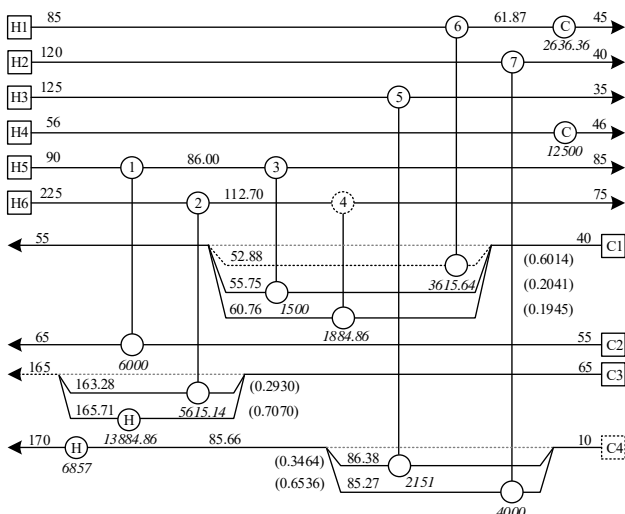 H1 85 6 61.87 C 45
2636.36
H2 120 7 40
H3 125 5 35
H4 56 C 46
12500
H5 90 1 86.00 3 85
H6 225 2 112.70 4 75
55 40 C1
52.88 (0.6014)
3615.64
55.75 (0.2041)
1500
60.76 (0.1945)
1884.86
65 55 C2
6000
165 65 C3
163.28 (0.2930)
5615.14
165.71 H (0.7070)
13884.86
170 H 85.66 10 C4
6857
(0.3464) 86.38
2151
(0.6536) 85.27
4000